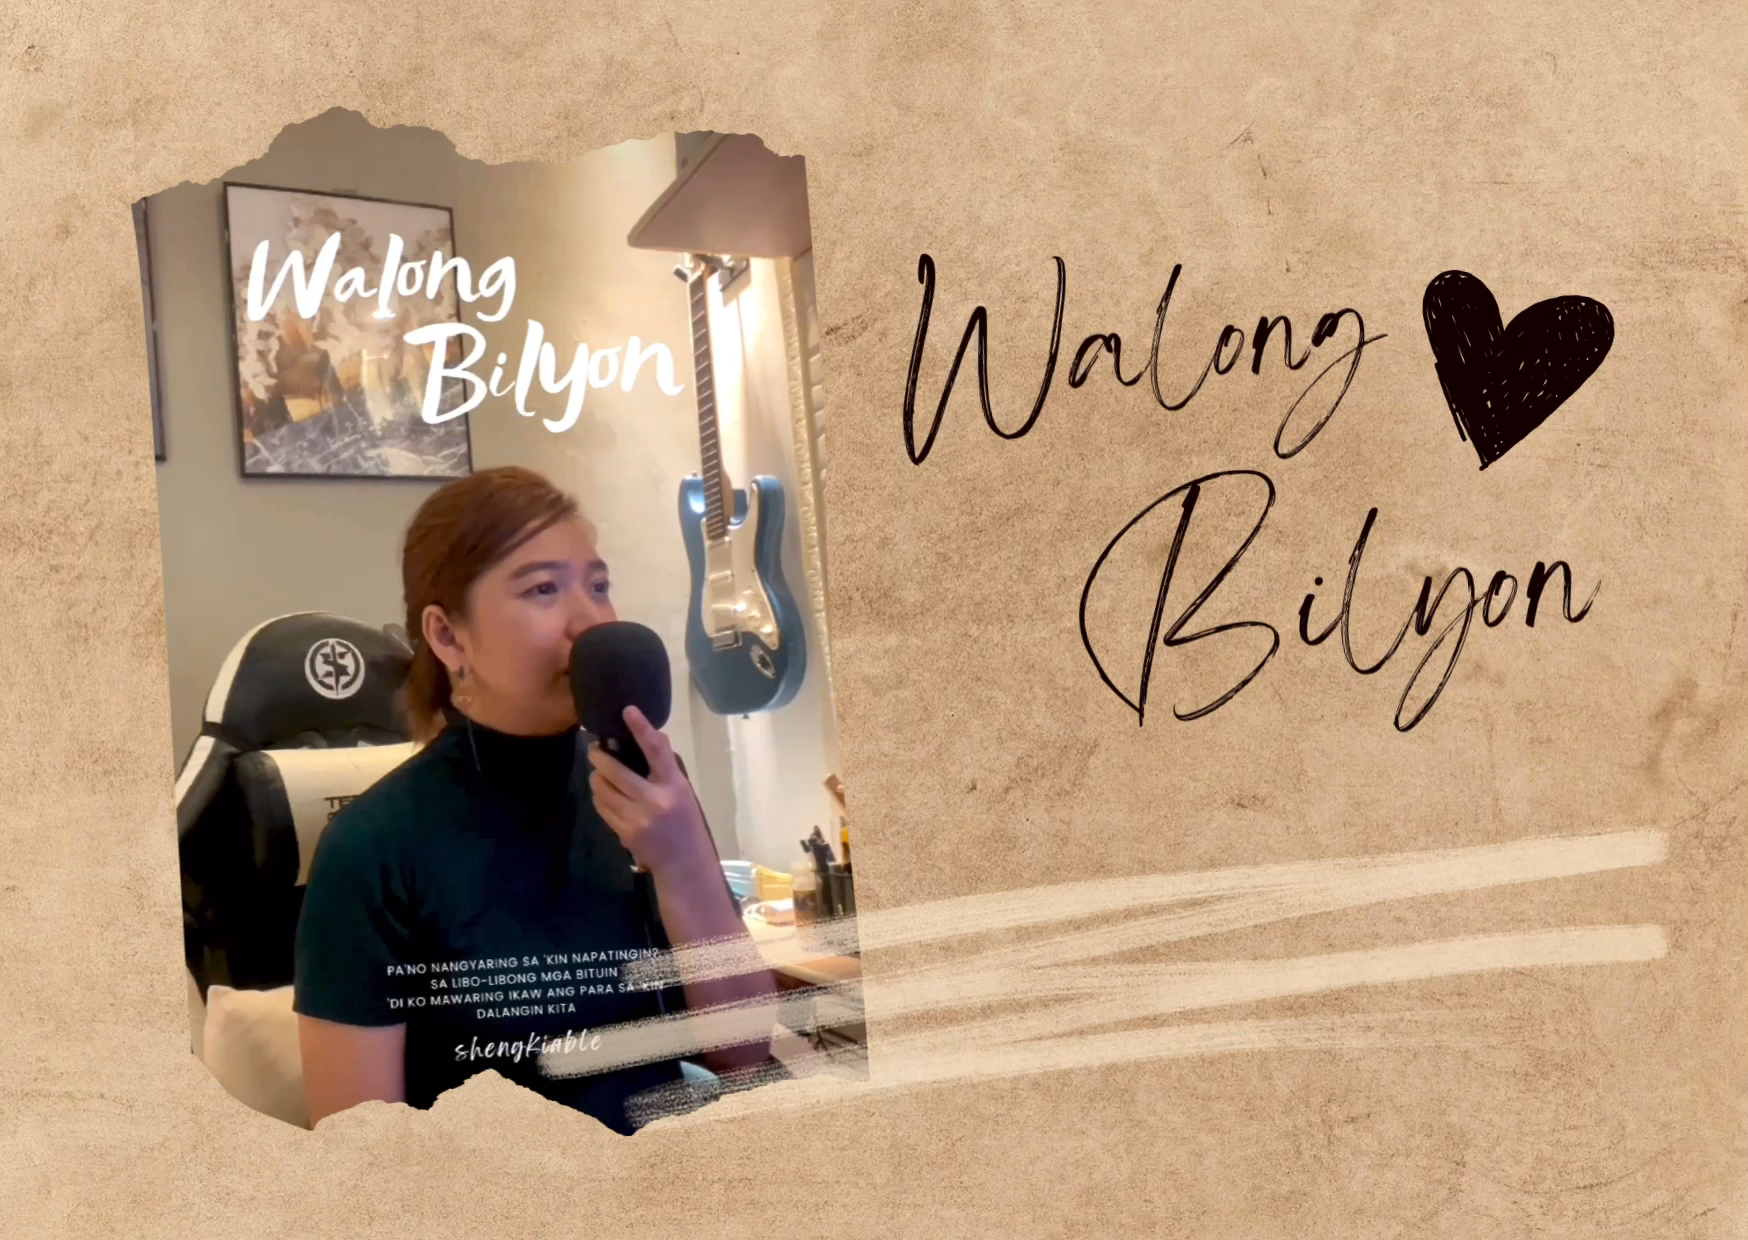 Walong
Bilyon
PA'NO NANGYARING SA 'KIN NAPATINGIN?
SA LIBO-LIBONG MGA BITUIN
'DI KO MAWARING IKAW ANG PARA SA 'KIN
DALANGIN KITA
shengkiable
Walong
Bilyon